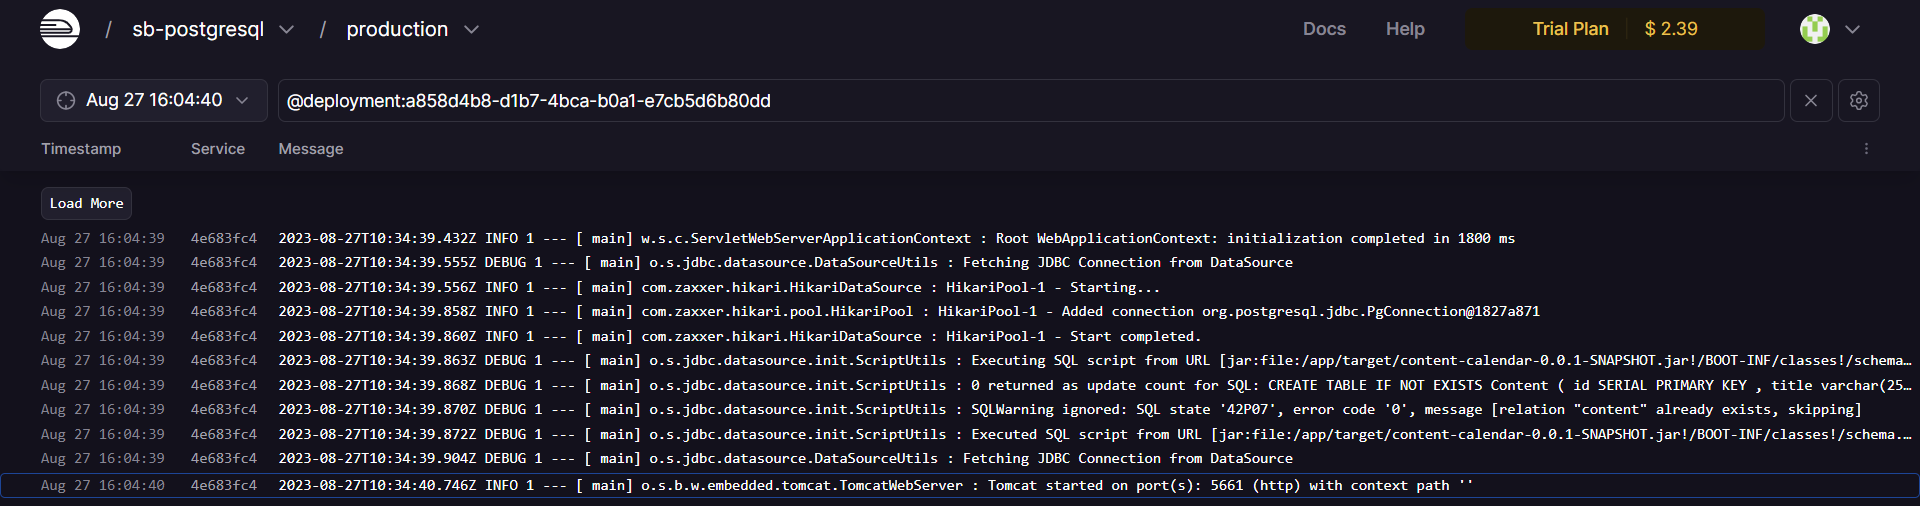 / sb-postgresql / production Docs Help Trial Plan $ 2.39
Aug 27 16:04:40 @deployment:a858d4b8-d1b7-4bca-b0a1-e7cb5d6b80dd
Timestamp Service Message
Load More
Aug 27 16:04:39 4e683fc4 2023-08-27T10:34:39.432Z INFO 1 --- [ main] w.s.c.ServletWebServerApplicationContext : Root WebApplicationContext: initialization completed in 1800 ms
Aug 27 16:04:39 4e683fc4 2023-08-27T10:34:39.555Z DEBUG 1 --- [ main] o.s.jdbc.datasource.DataSourceUtils : Fetching JDBC Connection from DataSource
Aug 27 16:04:39 4e683fc4 2023-08-27T10:34:39.556Z INFO 1 --- [ main] com.zaxxer.hikari.HikariDataSource : HikariPool-1 - Starting...
Aug 27 16:04:39 4e683fc4 2023-08-27T10:34:39.858Z INFO 1 --- [ main] com.zaxxer.hikari.pool.HikariPool : HikariPool-1 - Added connection org.postgresql.jdbc.PgConnection@1827a871
Aug 27 16:04:39 4e683fc4 2023-08-27T10:34:39.860Z INFO 1 --- [ main] com.zaxxer.hikari.HikariDataSource : HikariPool-1 - Start completed.
Aug 27 16:04:39 4e683fc4 2023-08-27T10:34:39.863Z DEBUG 1 --- [ main] o.s.jdbc.datasource.init.ScriptUtils : Executing SQL script from URL [jar:file:/app/target/content-calendar-0.0.1-SNAPSHOT.jar!/BOOT-INF/classes!/schema...
Aug 27 16:04:39 4e683fc4 2023-08-27T10:34:39.868Z DEBUG 1 --- [ main] o.s.jdbc.datasource.init.ScriptUtils : 0 returned as update count for SQL: CREATE TABLE IF NOT EXISTS Content ( id SERIAL PRIMARY KEY , title varchar(25...
Aug 27 16:04:39 4e683fc4 2023-08-27T10:34:39.870Z DEBUG 1 --- [ main] o.s.jdbc.datasource.init.ScriptUtils : SQLWarning ignored: SQL state '42P07', error code '0', message [relation "content" already exists, skipping]
Aug 27 16:04:39 4e683fc4 2023-08-27T10:34:39.872Z DEBUG 1 --- [ main] o.s.jdbc.datasource.init.ScriptUtils : Executed SQL script from URL [jar:file:/app/target/content-calendar-0.0.1-SNAPSHOT.jar!/BOOT-INF/classes!/schema....
Aug 27 16:04:39 4e683fc4 2023-08-27T10:34:39.904Z DEBUG 1 --- [ main] o.s.jdbc.datasource.DataSourceUtils : Fetching JDBC Connection from DataSource
Aug 27 16:04:40 4e683fc4 2023-08-27T10:34:40.746Z INFO 1 --- [ main] o.s.b.w.embedded.tomcat.TomcatWebServer : Tomcat started on port(s): 5661 (http) with context path ''